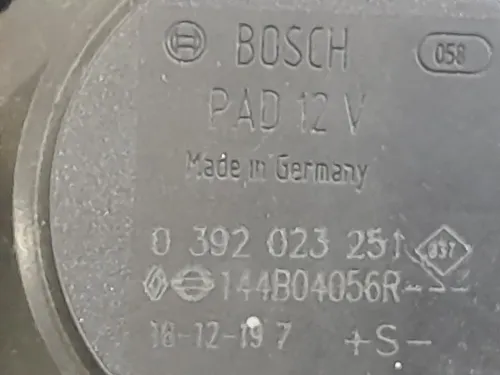 BOSCH 058
PAD 12 V
Made in Germany
0 392 023 251 037
144B04056R---
18-12-19 7 +S-